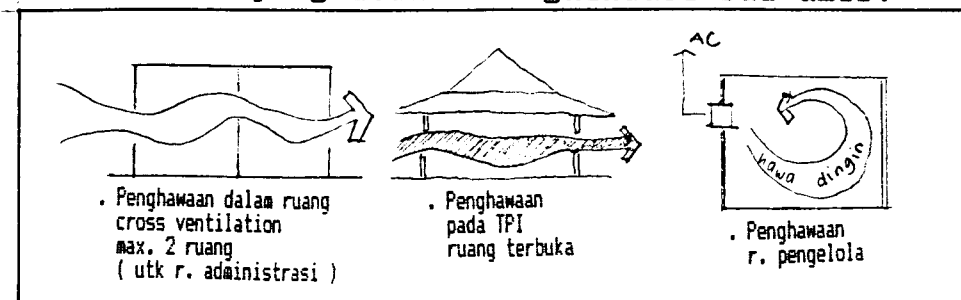 AC
hawa dingin
. Penghawaan dalam ruang
cross ventilation
max. 2 ruang
( utk r. administrasi )
. Penghawaan
pada TPI
ruang terbuka
. Penghawaan
r. pengelola